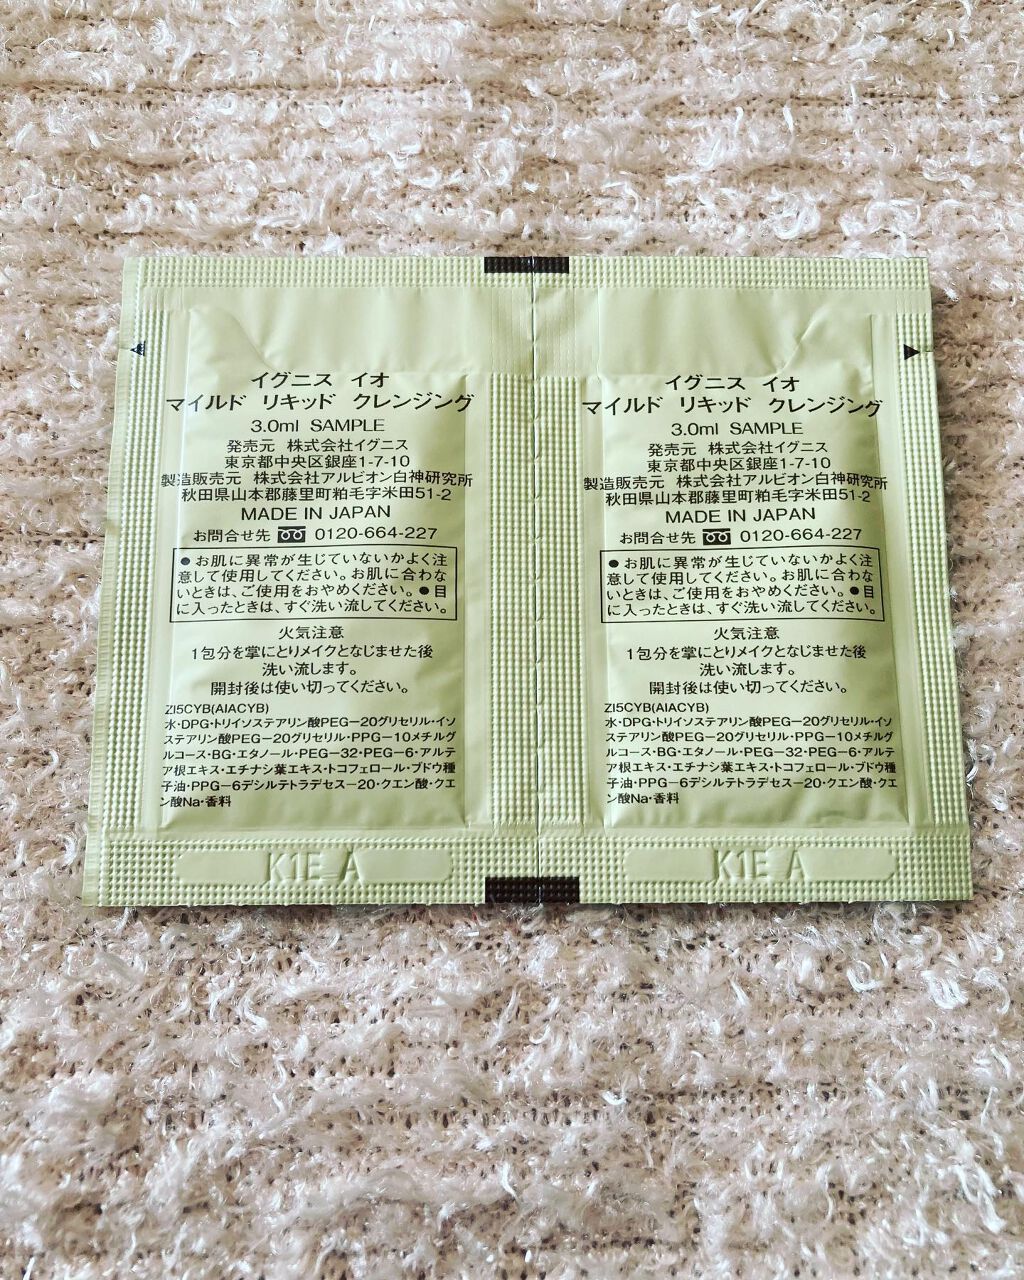 イグニス イオ
マイルド リキッド クレンジング
3.0ml SAMPLE
発売元 株式会社イグニス
東京都中央区銀座1-7-10
製造販売元 株式会社アルビオン白神研究所
秋田県山本郡藤里町粕毛字米田51-2
MADE IN JAPAN
お問合せ先 0120-664-227
●お肌に異常が生じていないかよく注
意して使用してください。お肌に合わな
いときは、ご使用をおやめください。●目
に入ったときは、すぐ洗い流してください。
火気注意
1包分を掌にとりメイクとなじませた後
洗い流します。
開封後は使い切ってください。
ZI5CYB(AIACYB)
水・DPG・トリイソステアリン酸PEG−20グリセリル・イソ
ステアリン酸PEG−20グリセリル・PPG−10メチルグ
ルコース・BG・エタノール・PEG−32・PEG−6・アルテ
ア根エキス・エチナシ葉エキス・トコフェロール・ブドウ種
子油・PPG−6デシルテトラデセス−20・クエン酸・クエ
ン酸Na・香料
K1E A
イグニス イオ
マイルド リキッド クレンジング
3.0ml SAMPLE
発売元 株式会社イグニス
東京都中央区銀座1-7-10
製造販売元 株式会社アルビオン白神研究所
秋田県山本郡藤里町粕毛字米田51-2
MADE IN JAPAN
お問合せ先 0120-664-227
●お肌に異常が生じていないかよく注
意して使用してください。お肌に合わな
いときは、ご使用をおやめください。●目
に入ったときは、すぐ洗い流してください。
火気注意
1包分を掌にとりメイクとなじませた後
洗い流します。
開封後は使い切ってください。
ZI5CYB(AIACYB)
水・DPG・トリイソステアリン酸PEG−20グリセリル・イソ
ステアリン酸PEG−20グリセリル・PPG−10メチルグ
ルコース・BG・エタノール・PEG−32・PEG−6・アルテ
ア根エキス・エチナシ葉エキス・トコフェロール・ブドウ種
子油・PPG−6デシルテトラデセス−20・クエン酸・クエ
ン酸Na・香料
K1E A